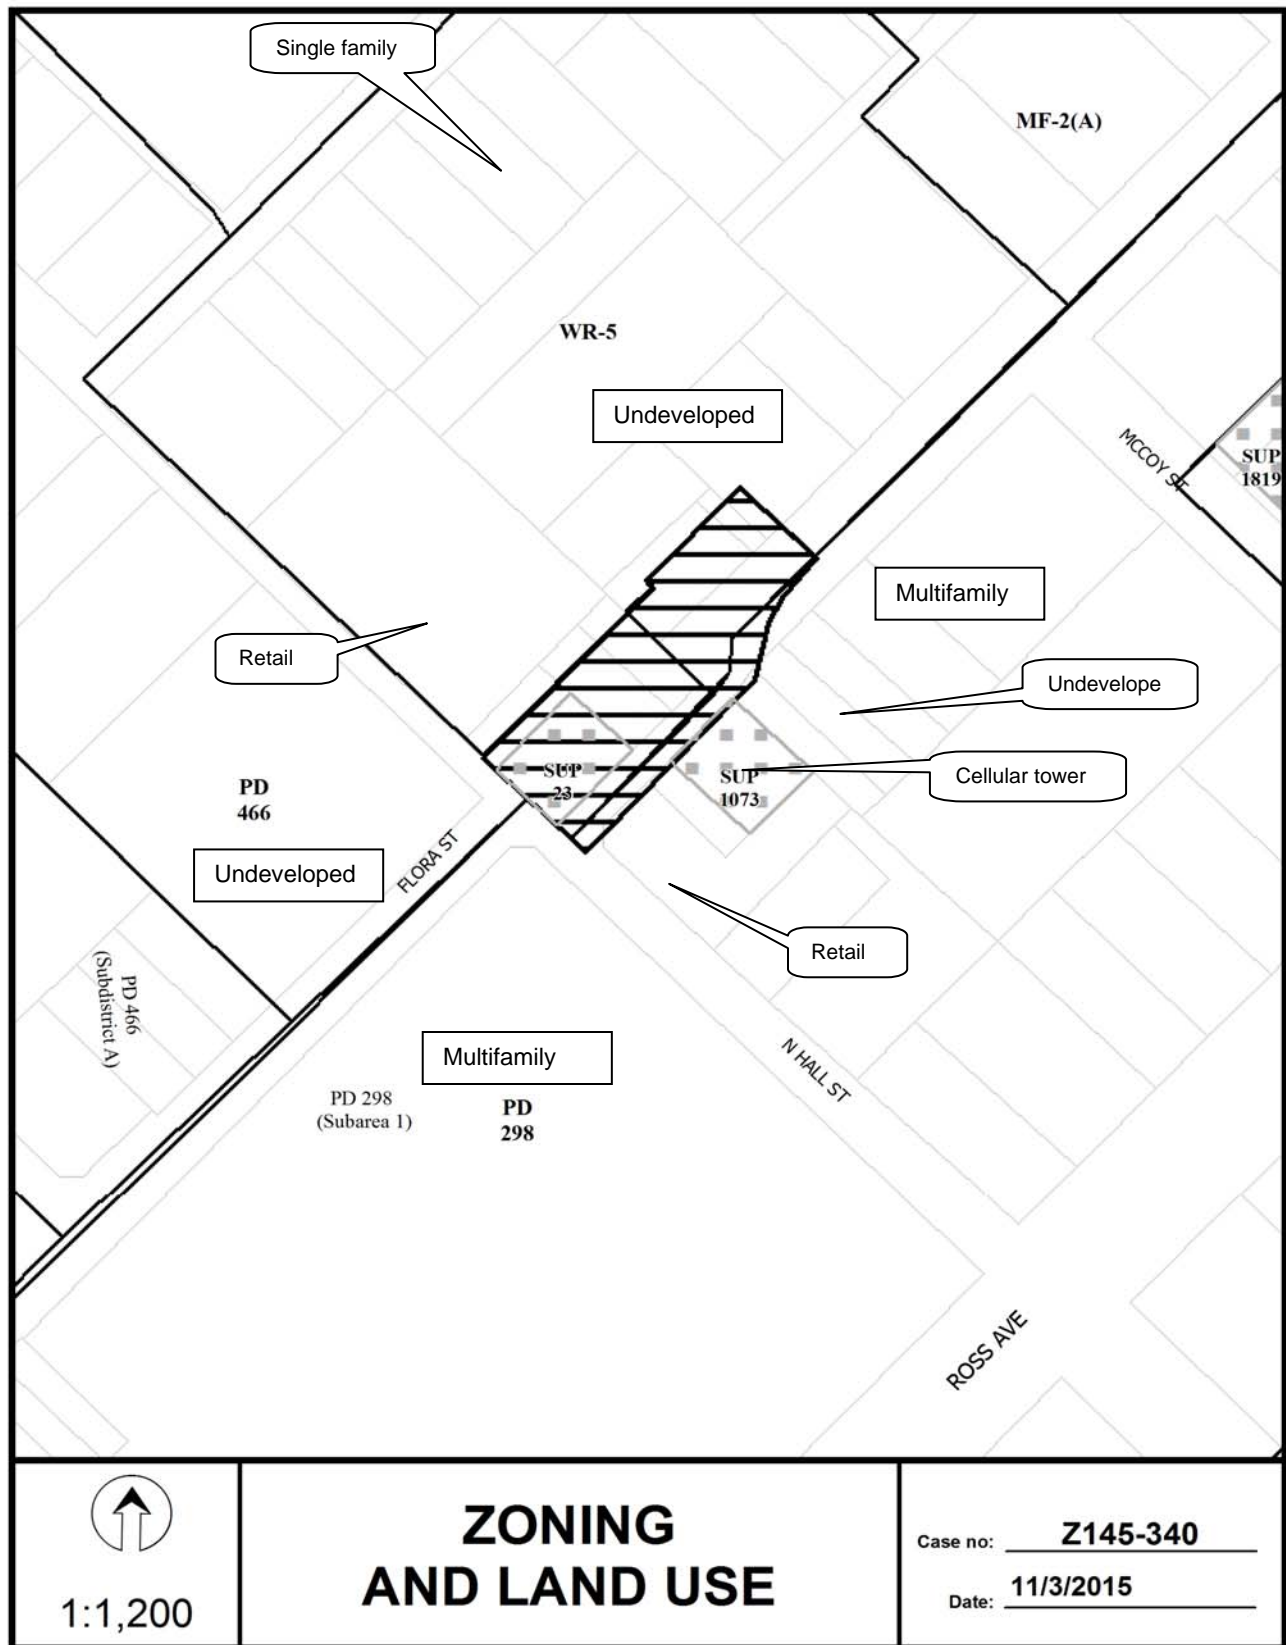 Single family
MF-2(A)
WR-5
Undeveloped
MCCOY ST
SUP
1819
Multifamily
Retail
Undevelope
SUP
23
SUP
1073
Cellular tower
PD
466
Undeveloped
FLORA ST
Retail
PD 466
(Subdistrict A)
Multifamily
N HALL ST
PD 298
(Subarea 1)
PD
298
ROSS AVE
1:1,200
ZONING
AND LAND USE
Case no: Z145-340
Date: 11/3/2015